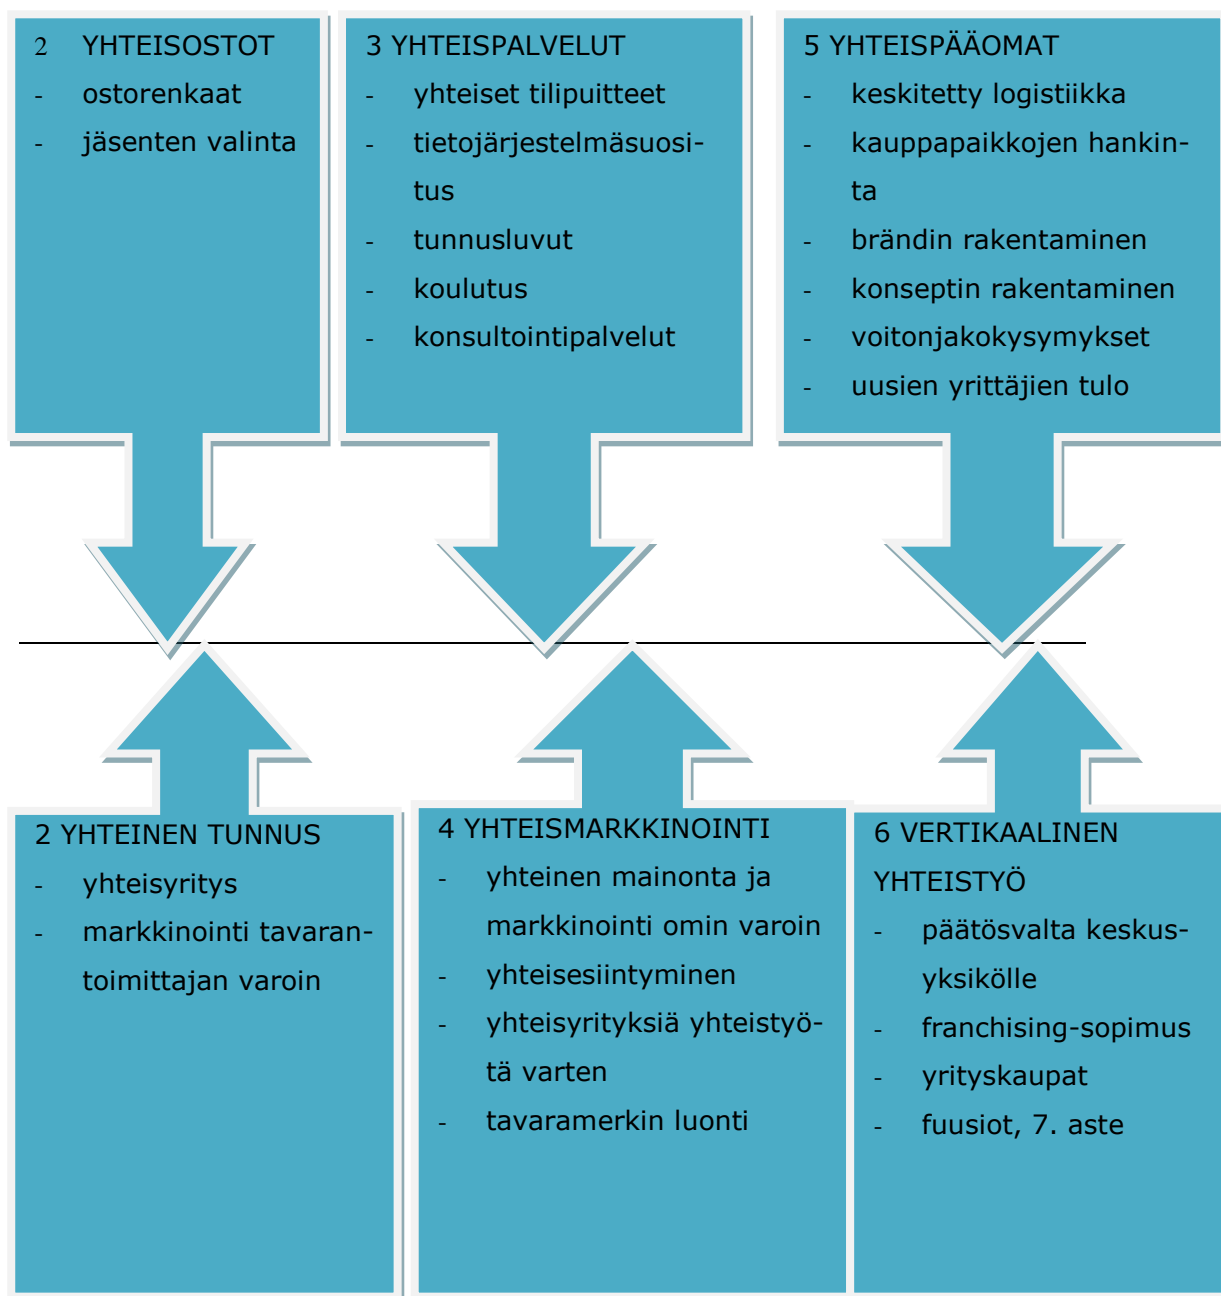 2 YHTEISOSTOT
- ostorenkaat
- jäsenten valinta
3 YHTEISPALVELUT
- yhteiset tilipuitteet
- tietojärjestelmäsuosi-
tus
- tunnusluvut
- koulutus
- konsultointipalvelut
5 YHTEISPÄÄOMAT
- keskitetty logistiikka
- kauppapaikkojen hankin-
ta
- brändin rakentaminen
- konseptin rakentaminen
- voitonjakokysymykset
- uusien yrittäjien tulo
2 YHTEINEN TUNNUS
- yhteisyritys
- markkinointi tavaran-
toimittajan varoin
4 YHTEISMARKKINOINTI
- yhteinen mainonta ja
markkinointi omin varoin
- yhteisesiintyminen
- yhteisyrityksiä yhteistyö-
tä varten
- tavaramerkin luonti
6 VERTIKAALINEN
YHTEISTYÖ
- päätösvalta keskus-
yksikölle
- franchising-sopimus
- yrityskaupat
- fuusiot, 7. aste